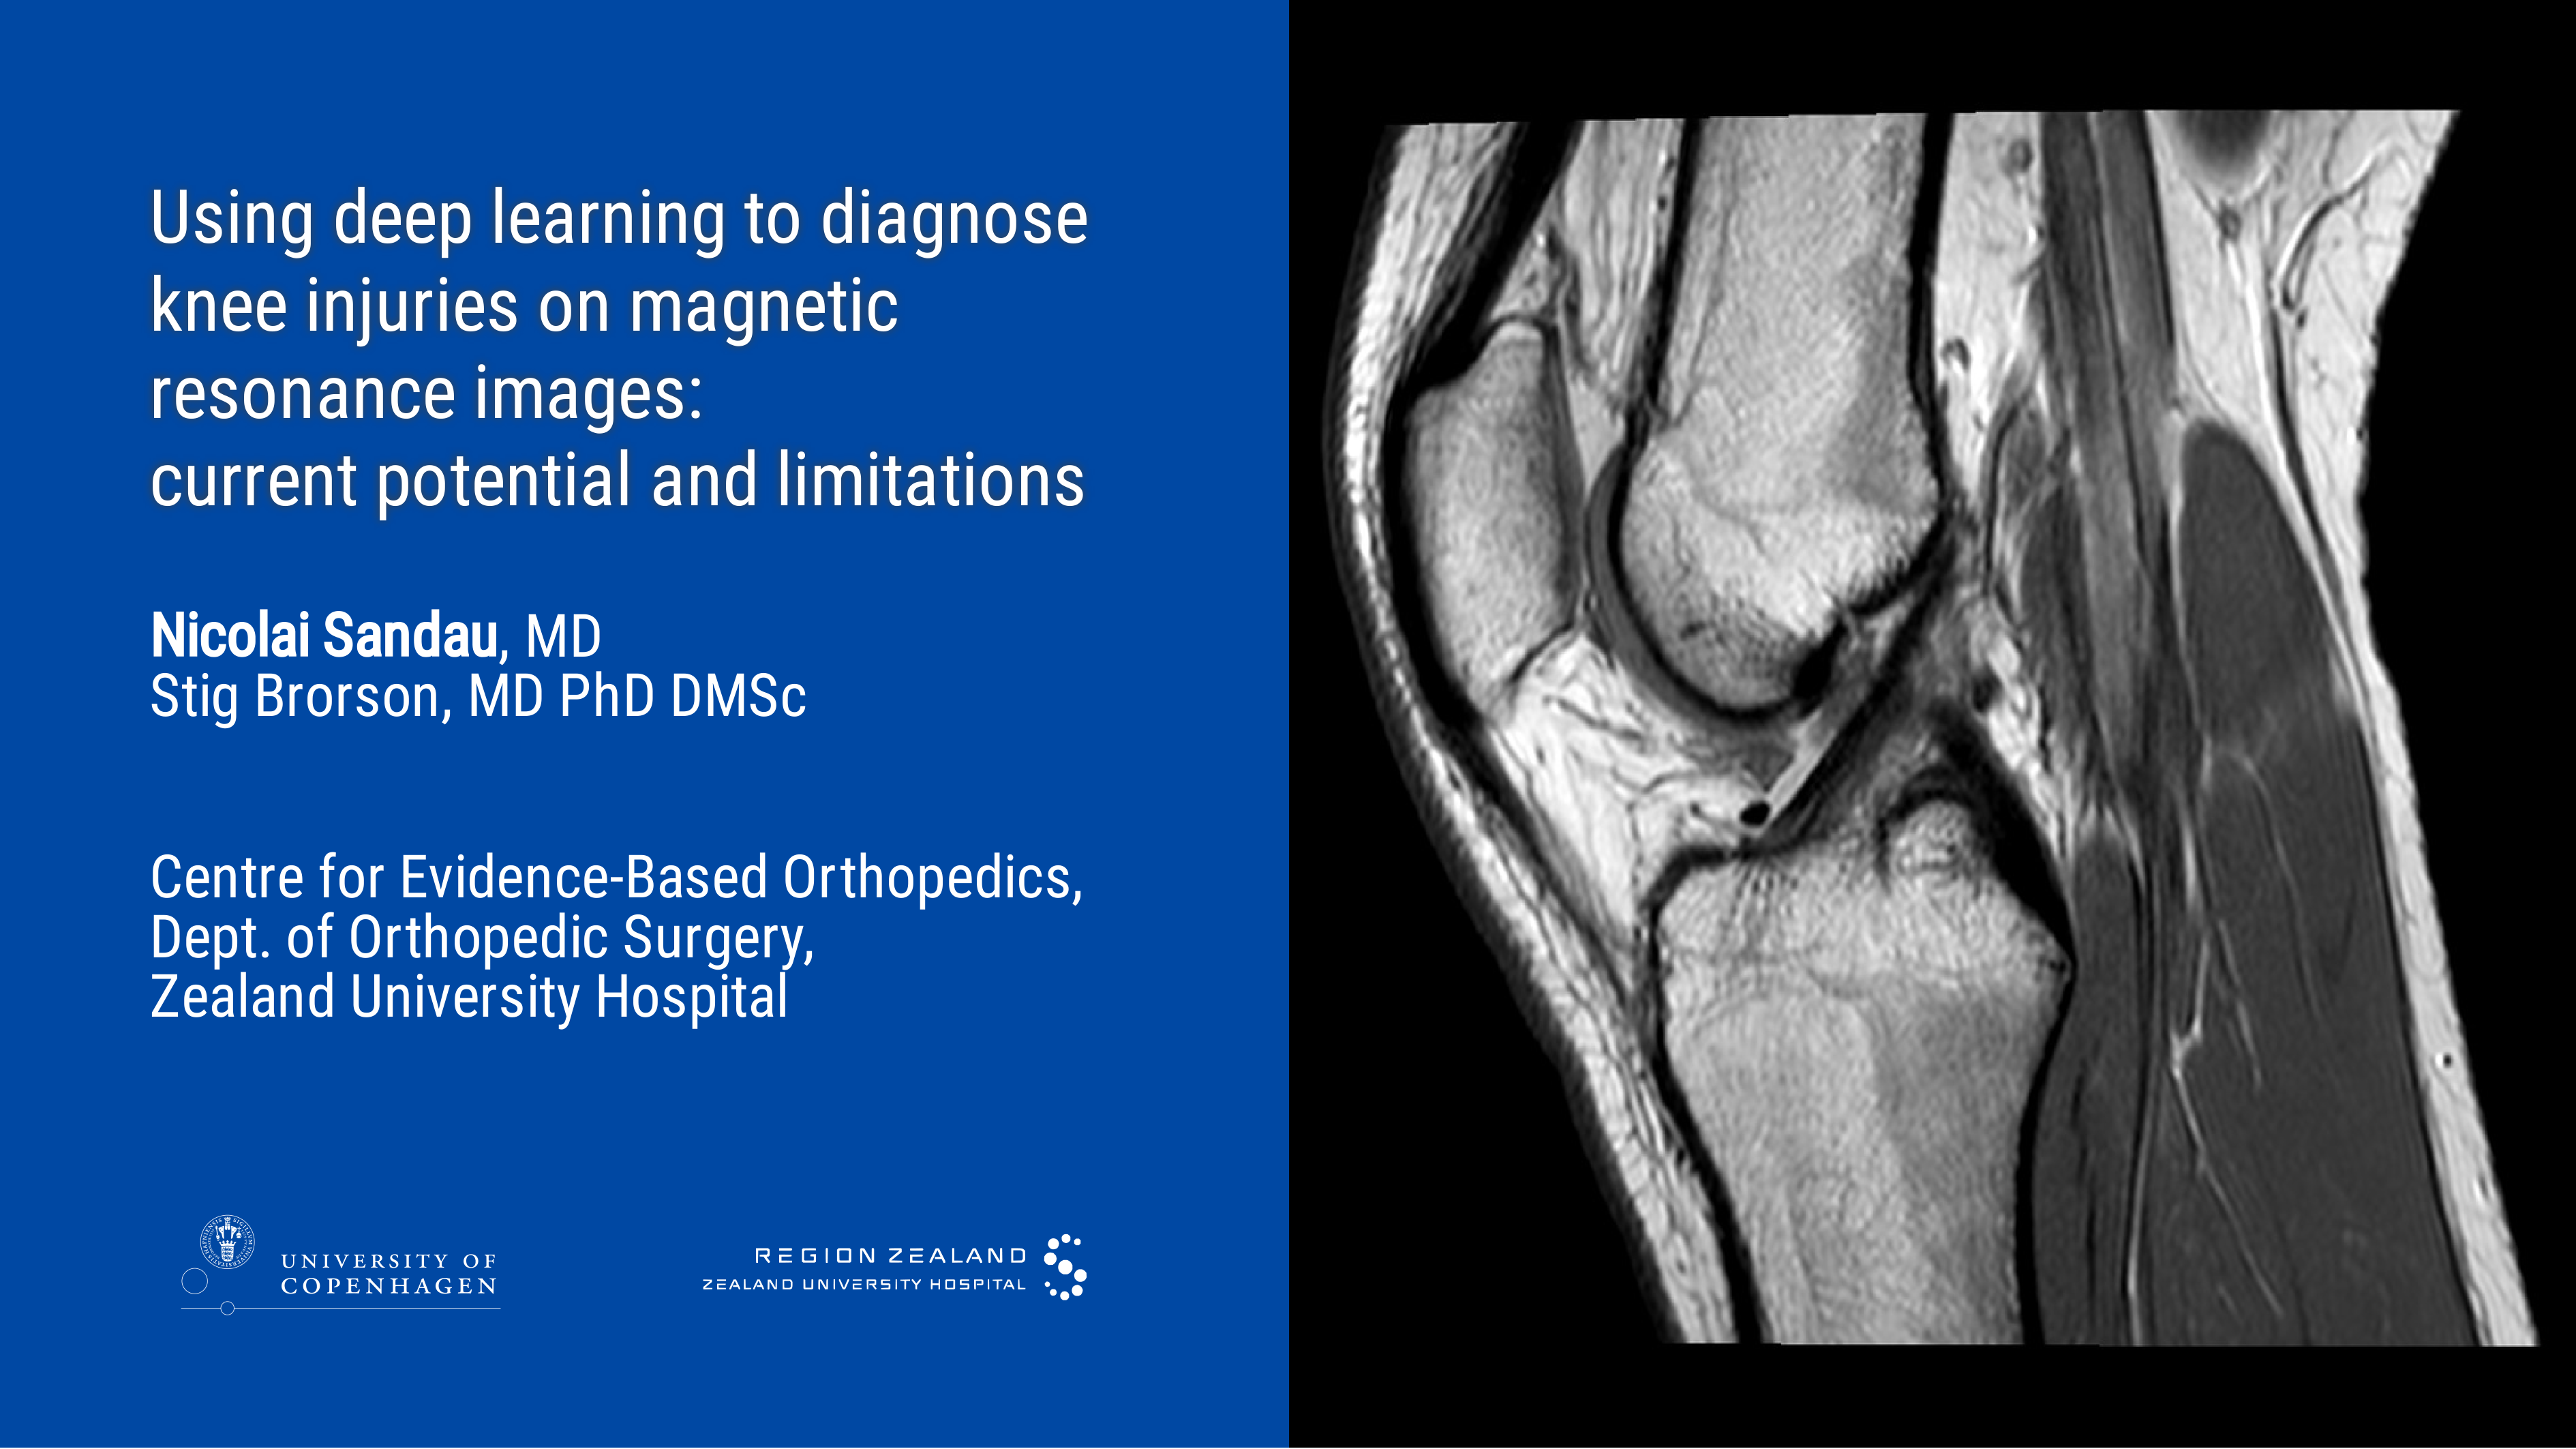 Using deep learning to diagnose
knee injuries on magnetic
resonance images:
current potential and limitations
Nicolai Sandau, MD
Stig Brorson, MD PhD DMSc
Centre for Evidence-Based Orthopedics,
Dept. of Orthopedic Surgery,
Zealand University Hospital
UNIVERSITY OF
COPENHAGEN
REGION ZEALAND
ZEALAND UNIVERSITY HOSPITAL